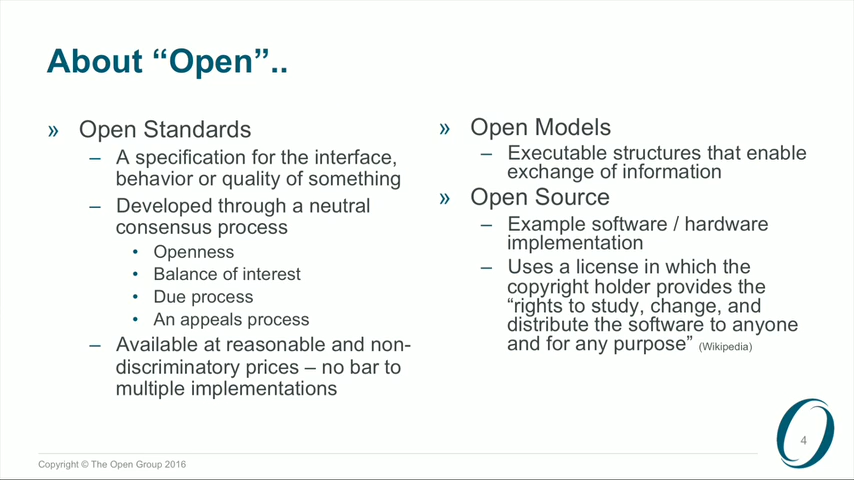 About “Open”..
» Open Standards
– A specification for the interface,
behavior or quality of something
– Developed through a neutral
consensus process
• Openness
• Balance of interest
• Due process
• An appeals process
– Available at reasonable and non-
discriminatory prices – no bar to
multiple implementations
» Open Models
– Executable structures that enable
exchange of information
» Open Source
– Example software / hardware
implementation
– Uses a license in which the
copyright holder provides the
“rights to study, change, and
distribute the software to anyone
and for any purpose” (Wikipedia)
4
Copyright © The Open Group 2016